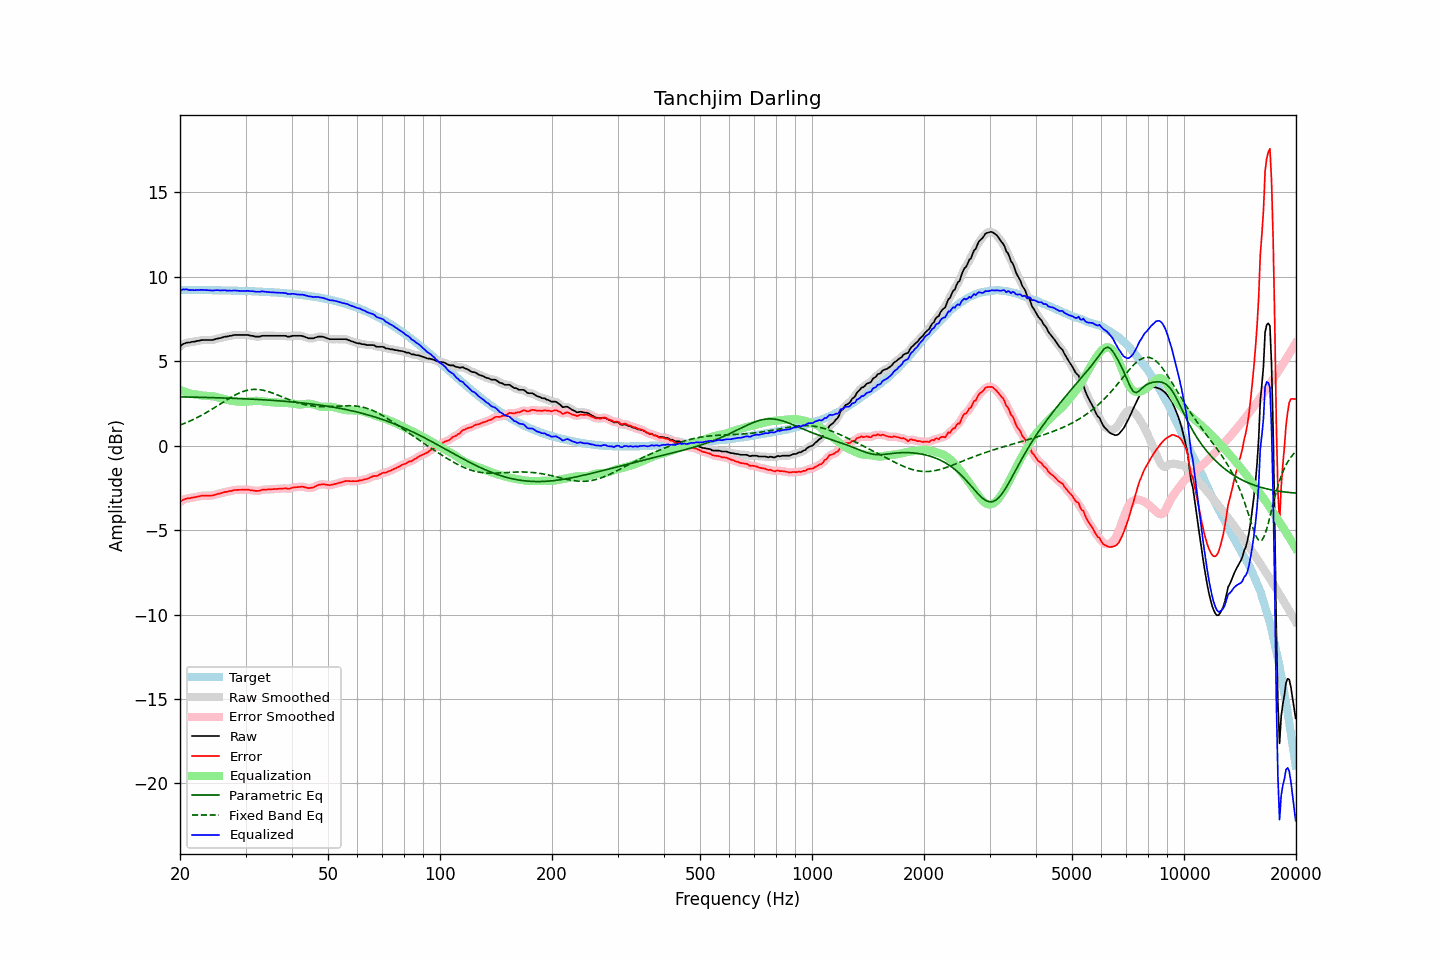 Tanchjim Darling
Amplitude (dBr)
15
10
5
0
−5
−10
−15
−20
Target
Raw Smoothed
Error Smoothed
Raw
Error
Equalization
Parametric Eq
Fixed Band Eq
Equalized
20 50 100 200 500 1000 2000 5000 10000 20000
Frequency (Hz)